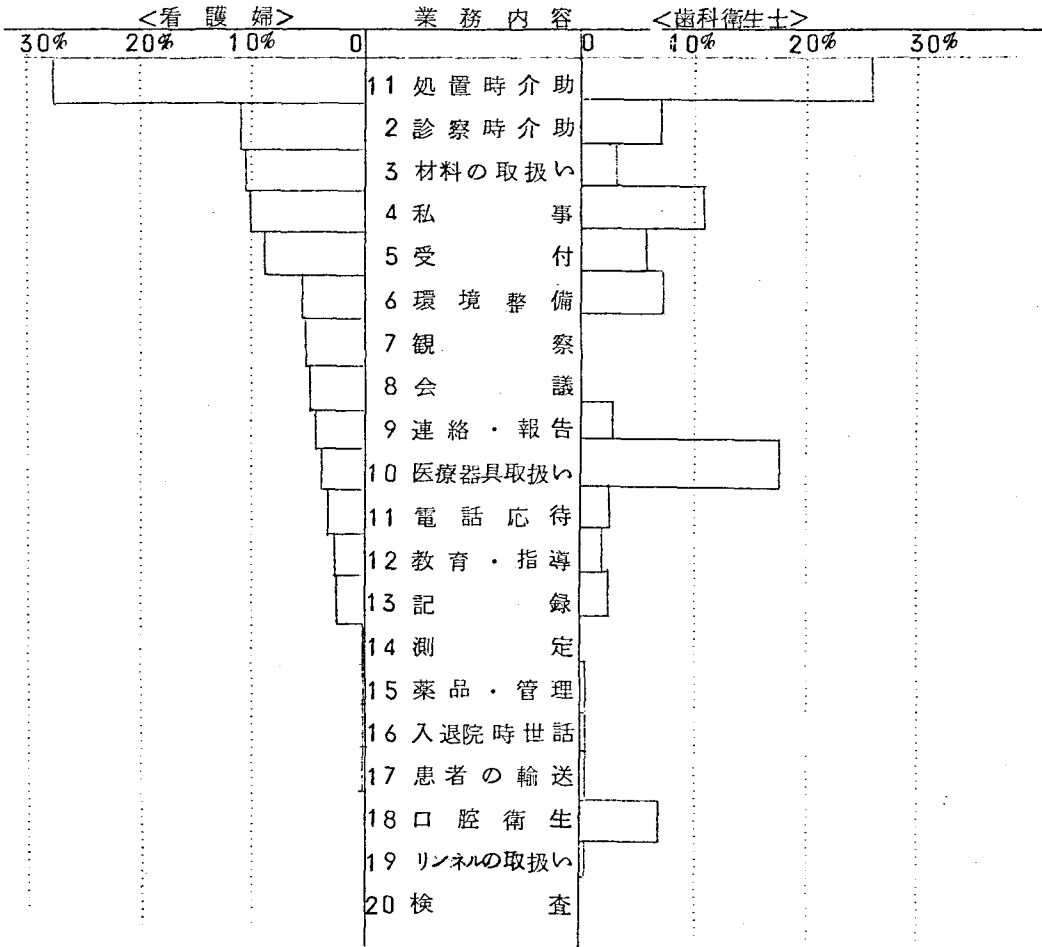 <看護婦> 業務内容 <歯科衛生士>
30% 20% 10% 0 0 10% 20% 30%
11 処置時介助
2 診察時介助
3 材料の取扱い
4 私事
5 受付
6 環境整備
7 観察
8 会議
9 連絡・報告
10 医療器具取扱い
11 電話応待
12 教育・指導
13 記録
14 測定
15 薬品・管理
16 入退院時世話
17 患者の輸送
18 口腔衛生
19 リンネルの取扱い
20 検査